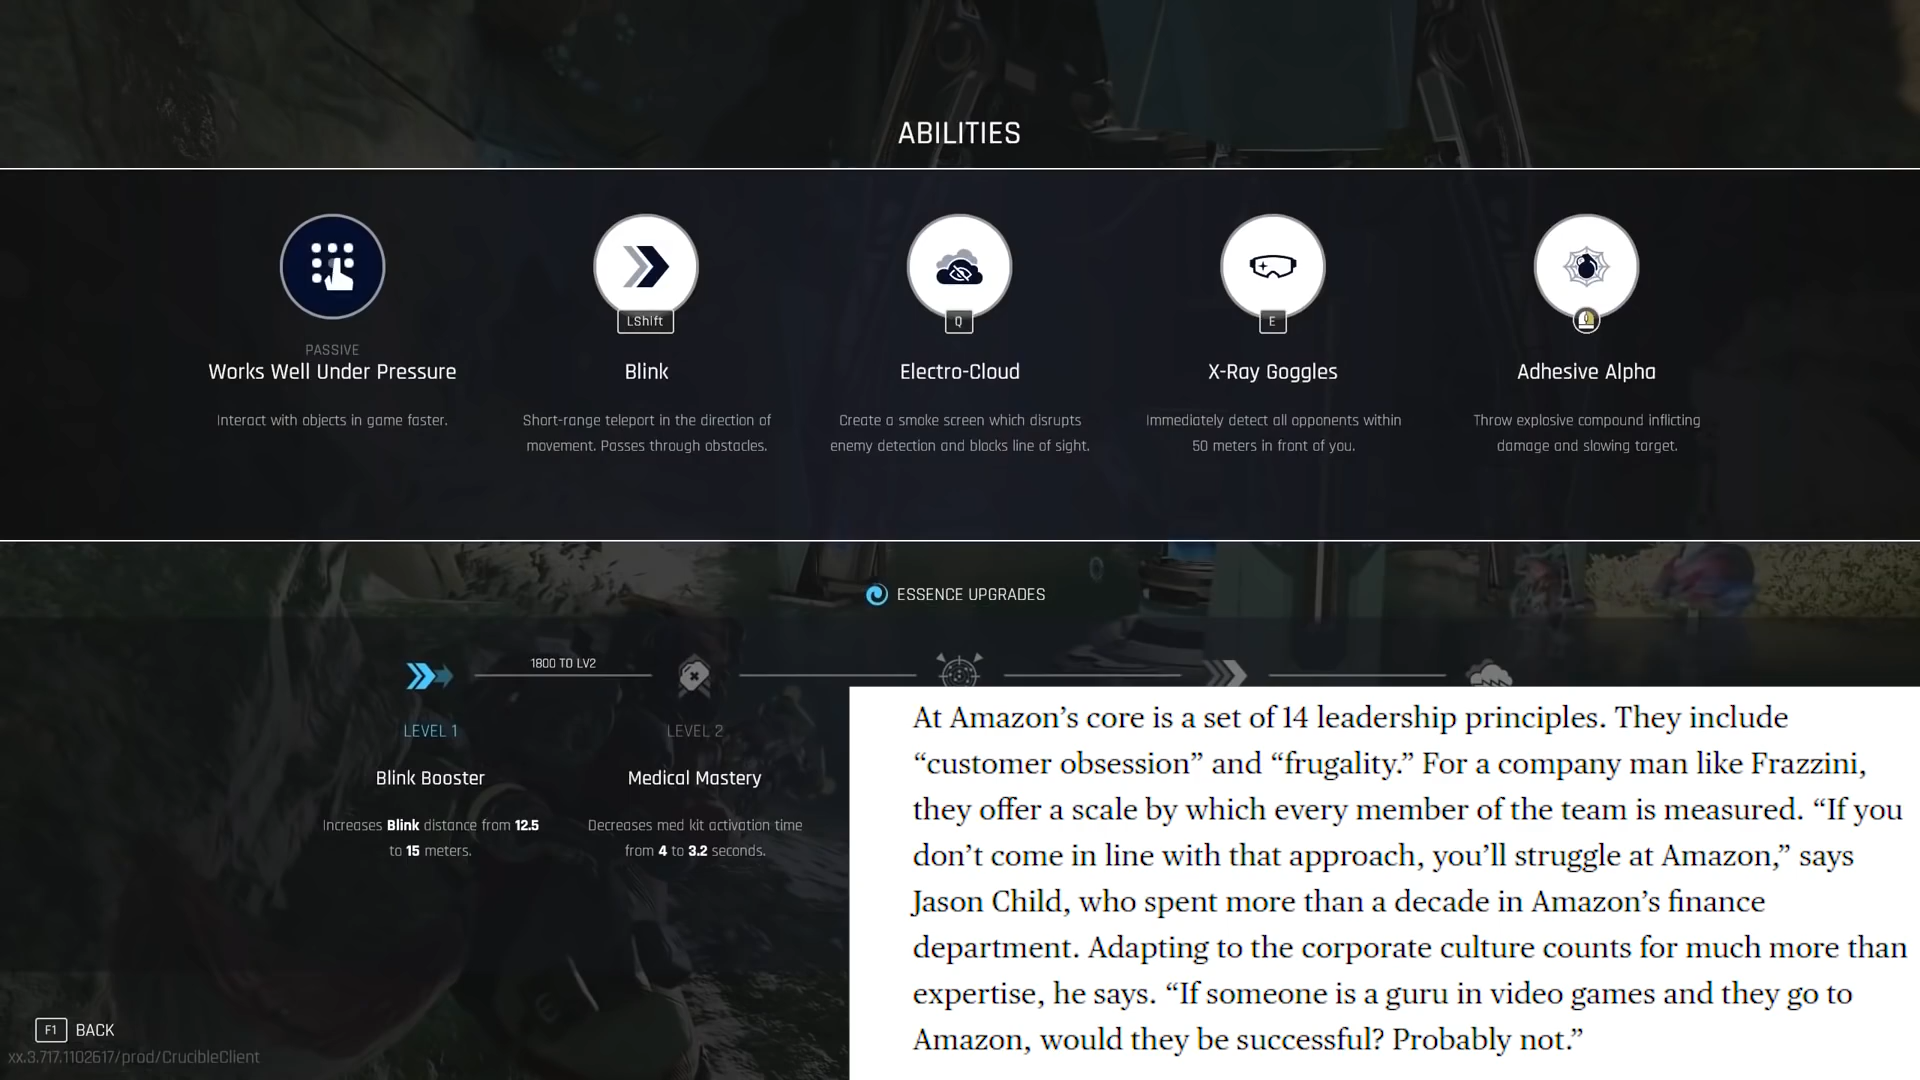 ABILITIES
LShift
Q
E
PASSIVE
Works Well Under Pressure
Interact with objects in game faster.
Blink
Short-range teleport in the direction of
movement. Passes through obstacles.
Electro-Cloud
Create a smoke screen which disrupts
enemy detection and blocks line of sight.
X-Ray Goggles
Immediately detect all opponents within
50 meters in front of you.
Adhesive Alpha
Throw explosive compound inflicting
damage and slowing target.
ESSENCE UPGRADES
1800 TO LV2
LEVEL 1
Blink Booster
Increases Blink distance from 12.5
to 15 meters.
LEVEL 2
Medical Mastery
Decreases med kit activation time
from 4 to 3.2 seconds.
At Amazon’s core is a set of 14 leadership principles. They include
“customer obsession” and “frugality.” For a company man like Frazzini,
they offer a scale by which every member of the team is measured. “If you
don’t come in line with that approach, you’ll struggle at Amazon,” says
Jason Child, who spent more than a decade in Amazon’s finance
department. Adapting to the corporate culture counts for much more than
expertise, he says. “If someone is a guru in video games and they go to
Amazon, would they be successful? Probably not.”
F1 BACK
xx.3.717.1102617/prod/CrucibleClient